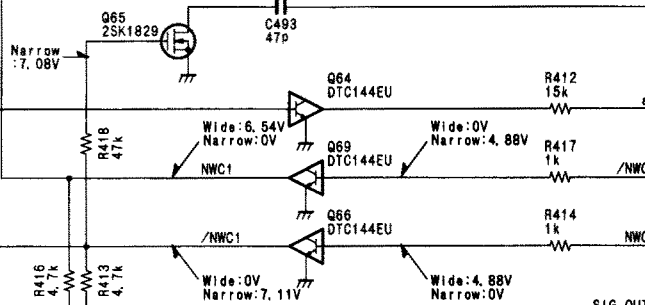 Q65
2SK1829
C493
47p
Narrow
:7.08V
Q64
DTC144EU
R412
15k
R418
47k
Wide:6.54V
Narrow:0V
Wide:0V
Narrow:4.88V
Q69
DTC144EU
R417
1k
NWC1
/NWC
Q66
DTC144EU
R414
1k
/NWC1
NWC
R416
4.7k
R413
4.7k
Wide:0V
Narrow:7.11V
Wide:4.88V
Narrow:0V